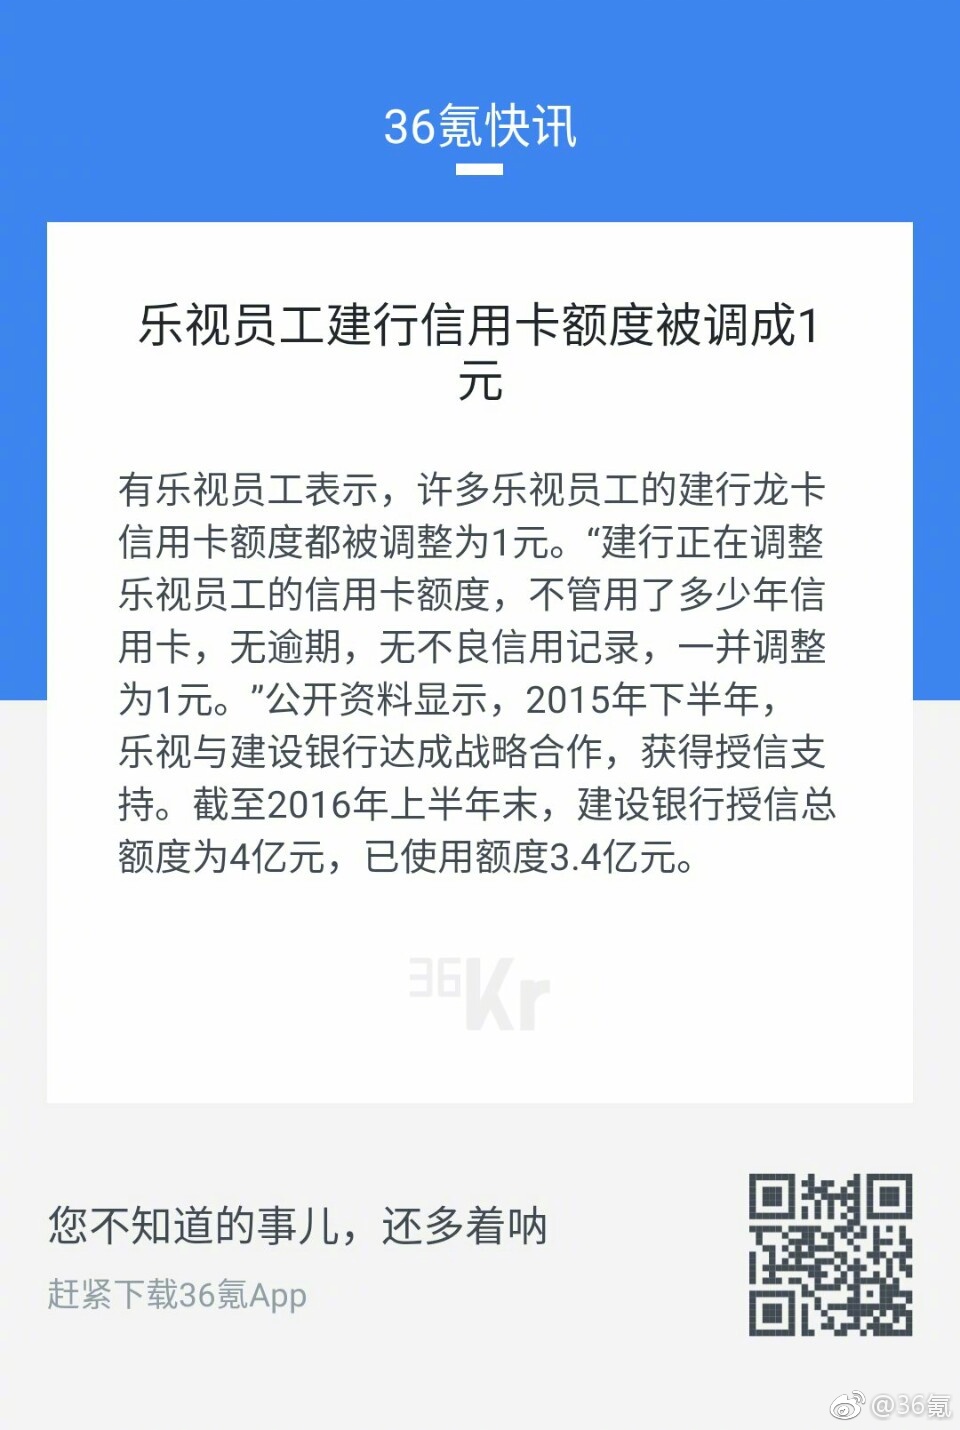 36氪快讯
乐视员工建行信用卡额度被调成1
元
有乐视员工表示，许多乐视员工的建行龙卡
信用卡额度都被调整为1元。“建行正在调整
乐视员工的信用卡额度，不管用了多少年信
用卡，无逾期，无不良信用记录，一并调整
为1元。”公开资料显示，2015年下半年，
乐视与建设银行达成战略合作，获得授信支
持。截至2016年上半年末，建设银行授信总
额度为4亿元，已使用额度3.4亿元。
36Kr
您不知道的事儿，还多着呐
赶紧下载36氪App
@36氪